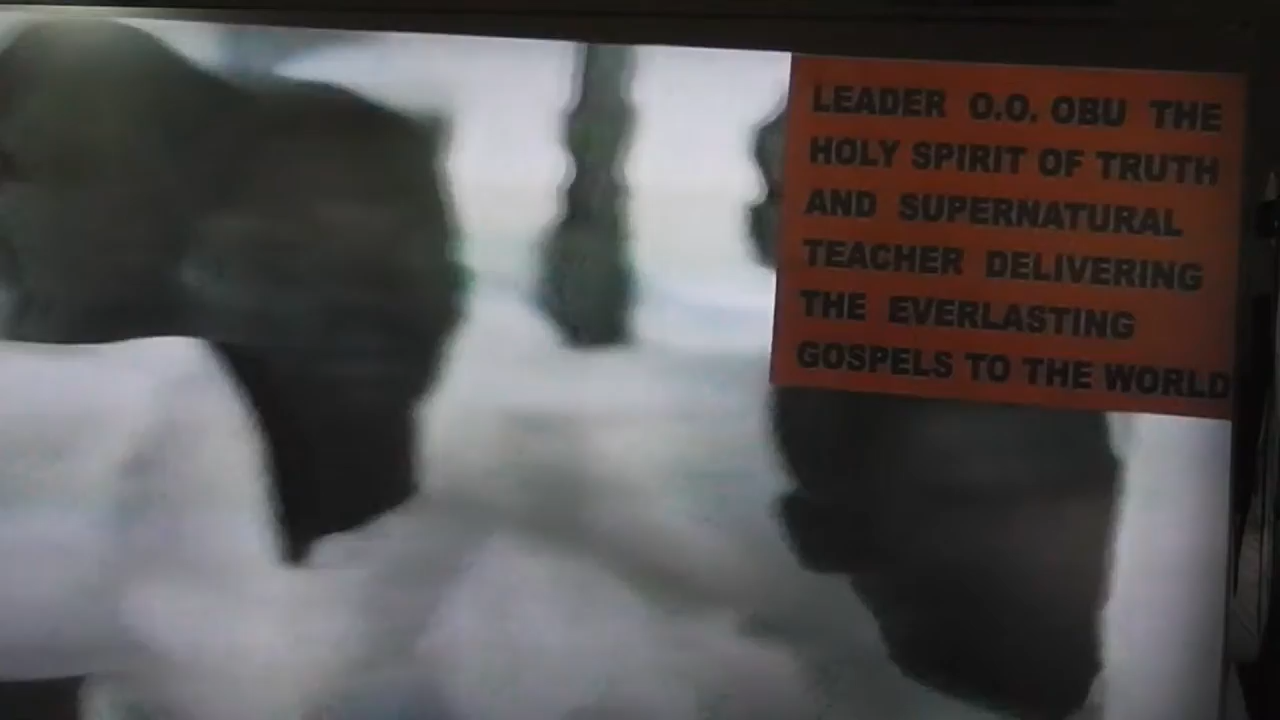 LEADER O.O. OBU THE
HOLY SPIRIT OF TRUTH
AND SUPERNATURAL
TEACHER DELIVERING
THE EVERLASTING
GOSPELS TO THE WORLD